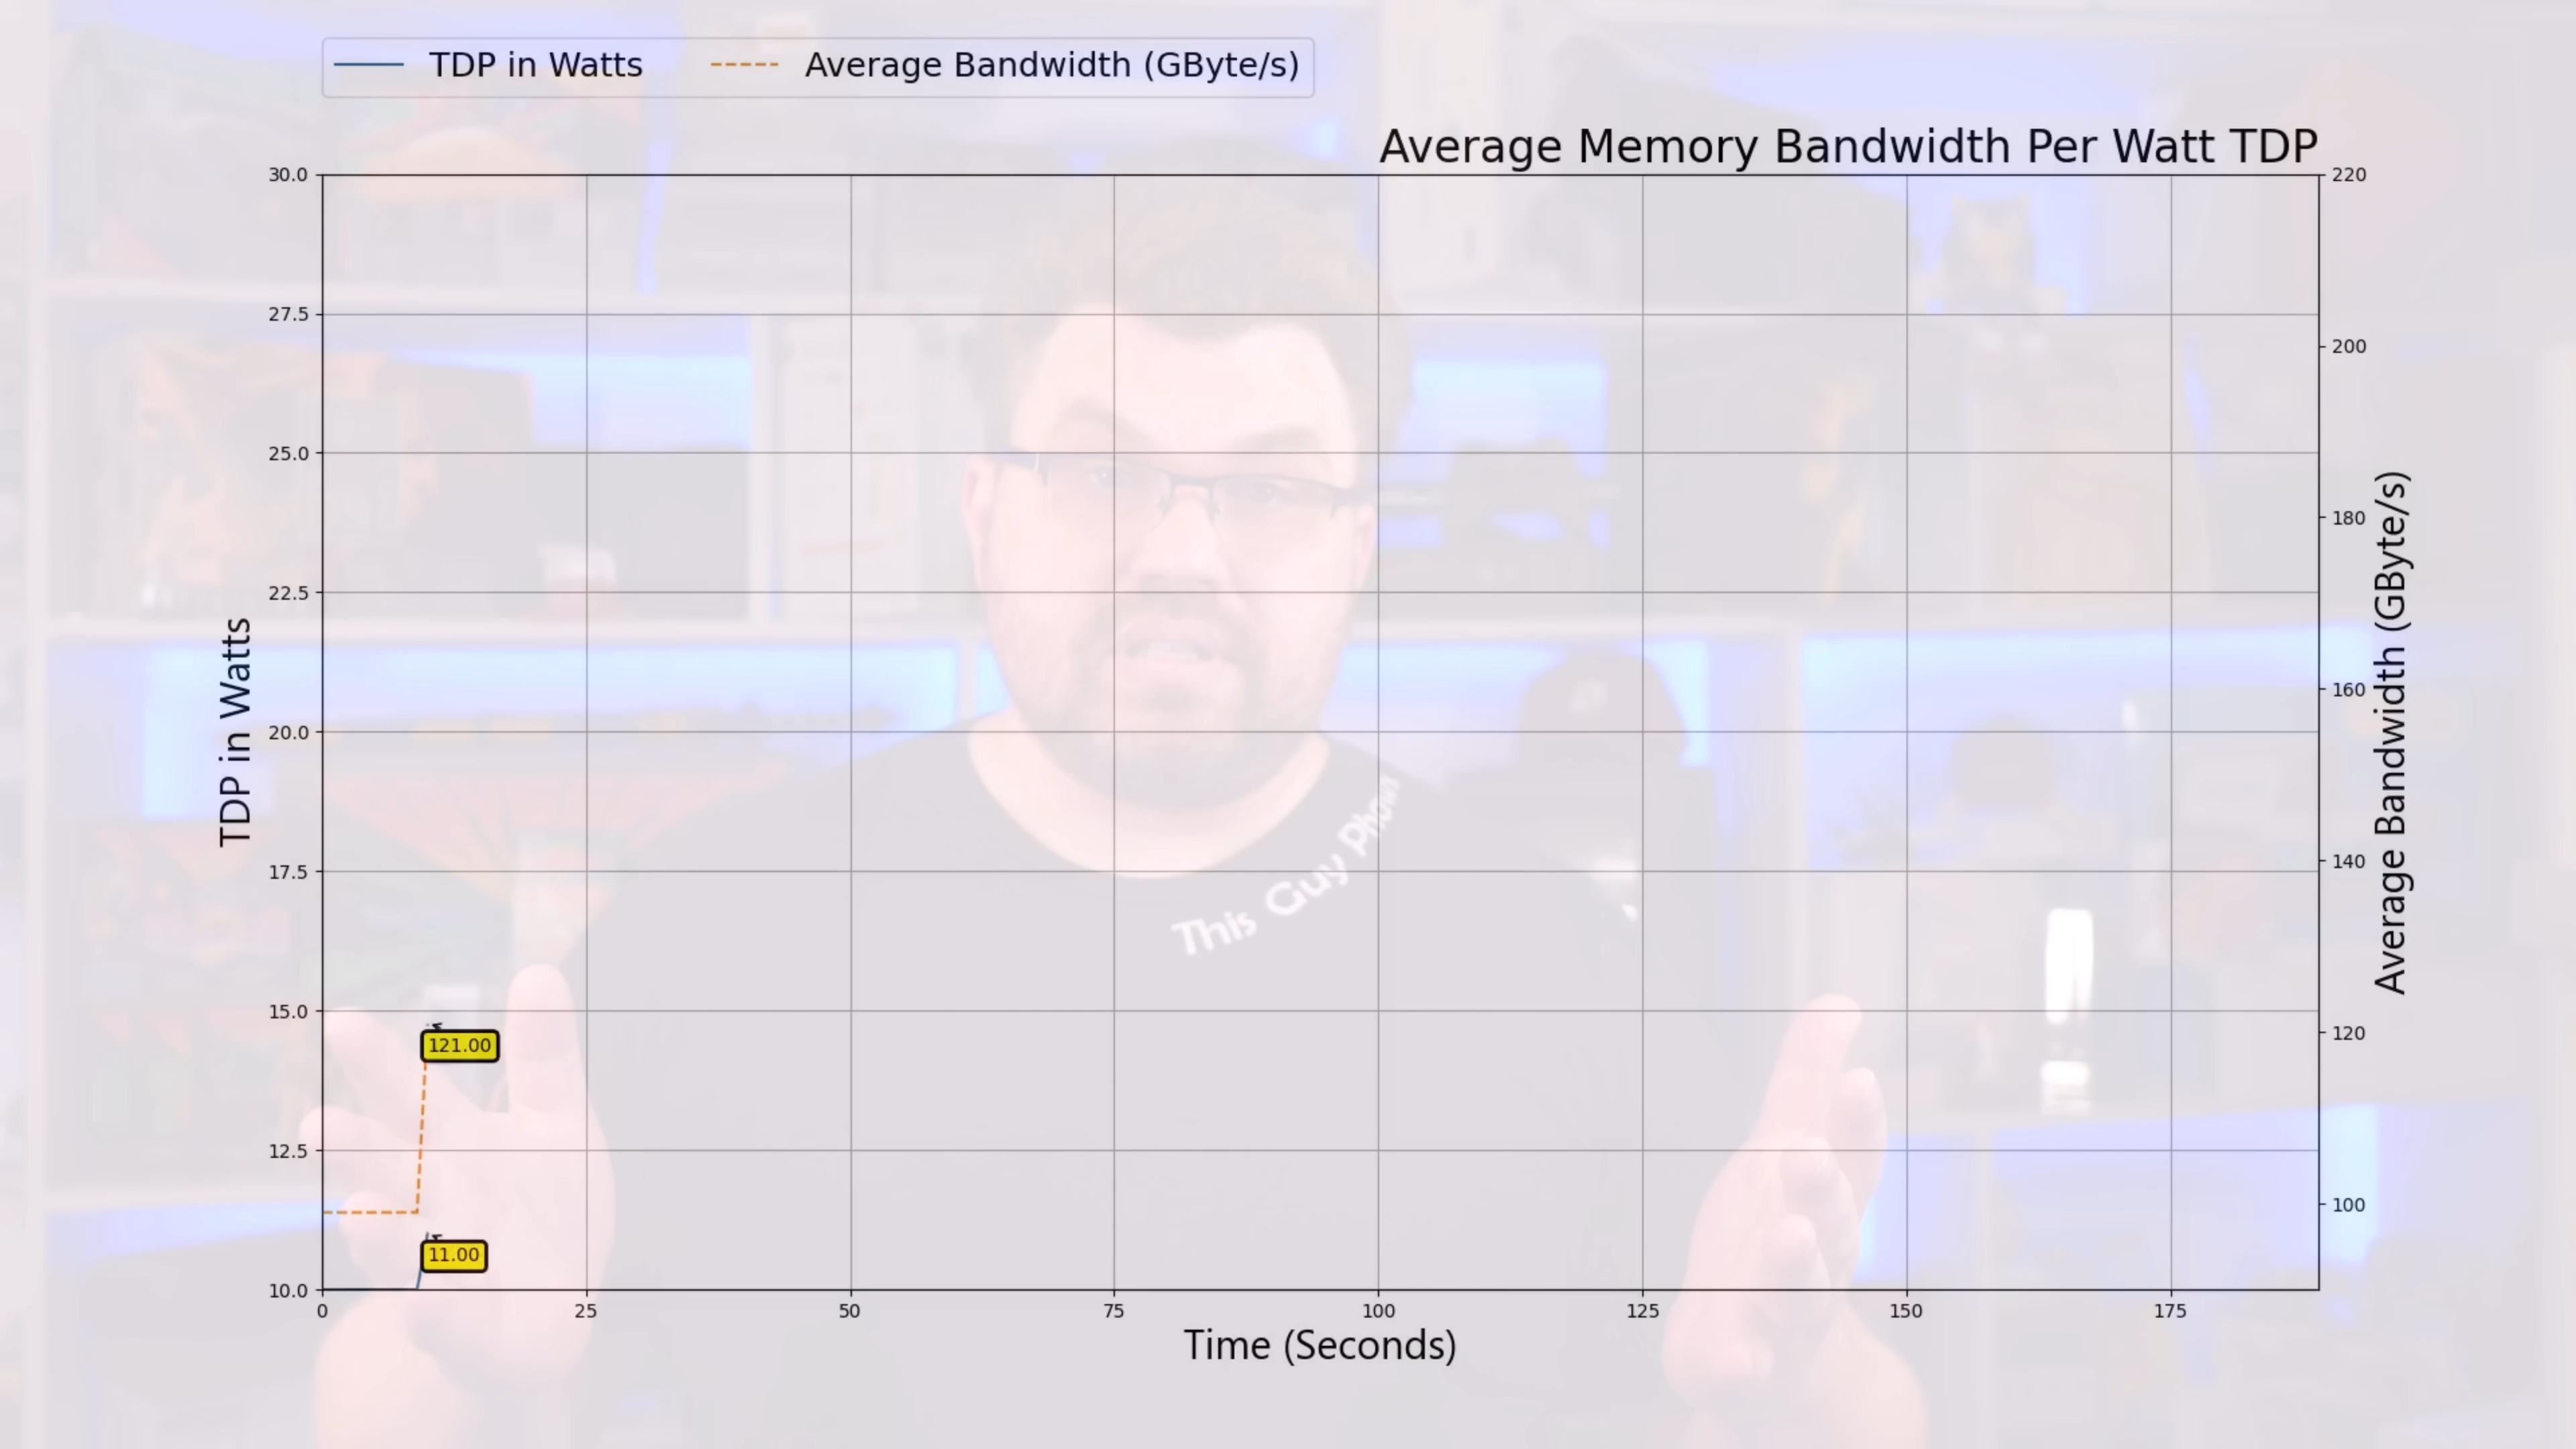 TDP in Watts
Average Bandwidth (GByte/s)
Average Memory Bandwidth Per Watt TDP
30.0
27.5
25.0
22.5
20.0
17.5
15.0
12.5
10.0
TDP in Watts
220
200
180
160
140
120
100
Average Bandwidth (GByte/s)
121.00
11.00
This Guy
0 25 50 75 100 125 150 175
Time (Seconds)